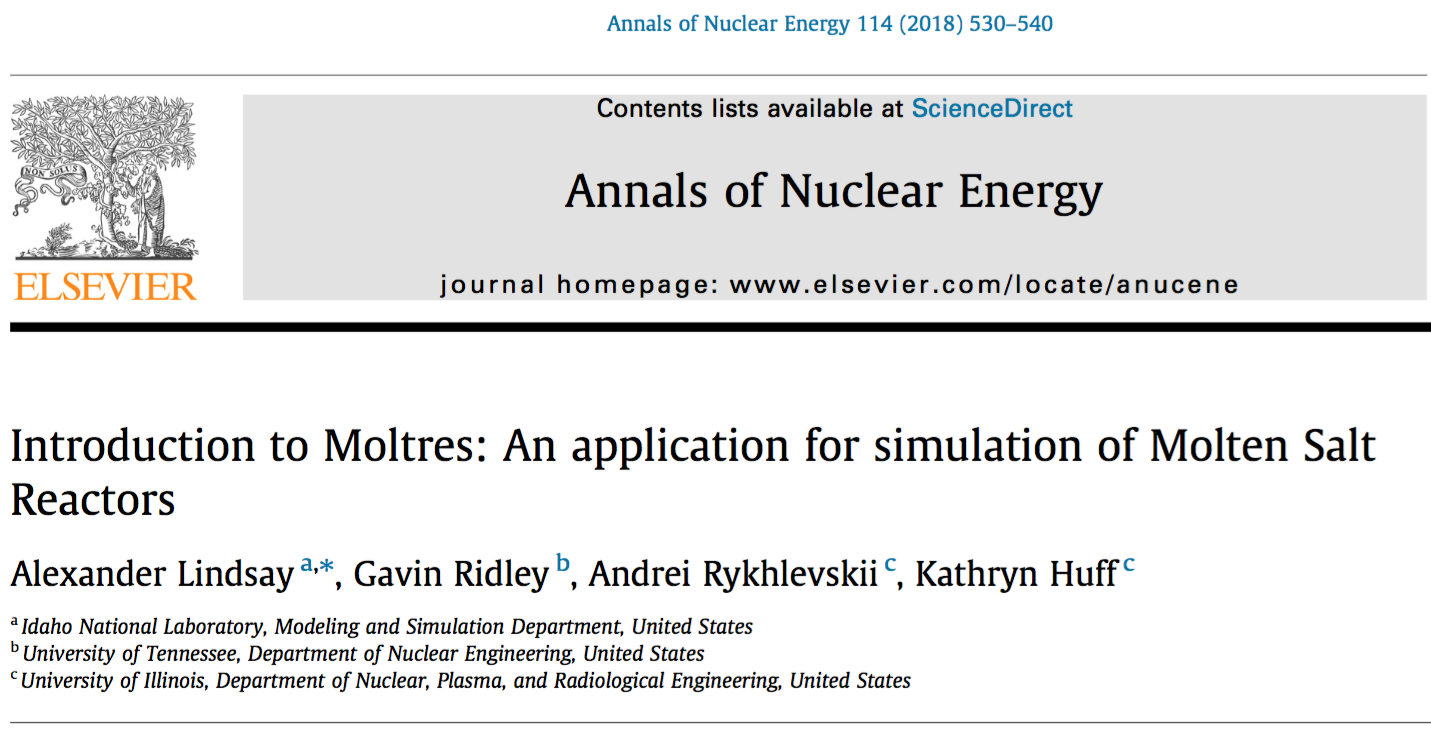 Annals of Nuclear Energy 114 (2018) 530–540
Contents lists available at ScienceDirect
Annals of Nuclear Energy
journal homepage: www.elsevier.com/locate/anucene
NON SOLUS
ELSEVIER
Introduction to Moltres: An application for simulation of Molten Salt
Reactors
Alexander Lindsay a,*, Gavin Ridley b, Andrei Rykhlevskii c, Kathryn Huff c
a Idaho National Laboratory, Modeling and Simulation Department, United States
b University of Tennessee, Department of Nuclear Engineering, United States
c University of Illinois, Department of Nuclear, Plasma, and Radiological Engineering, United States